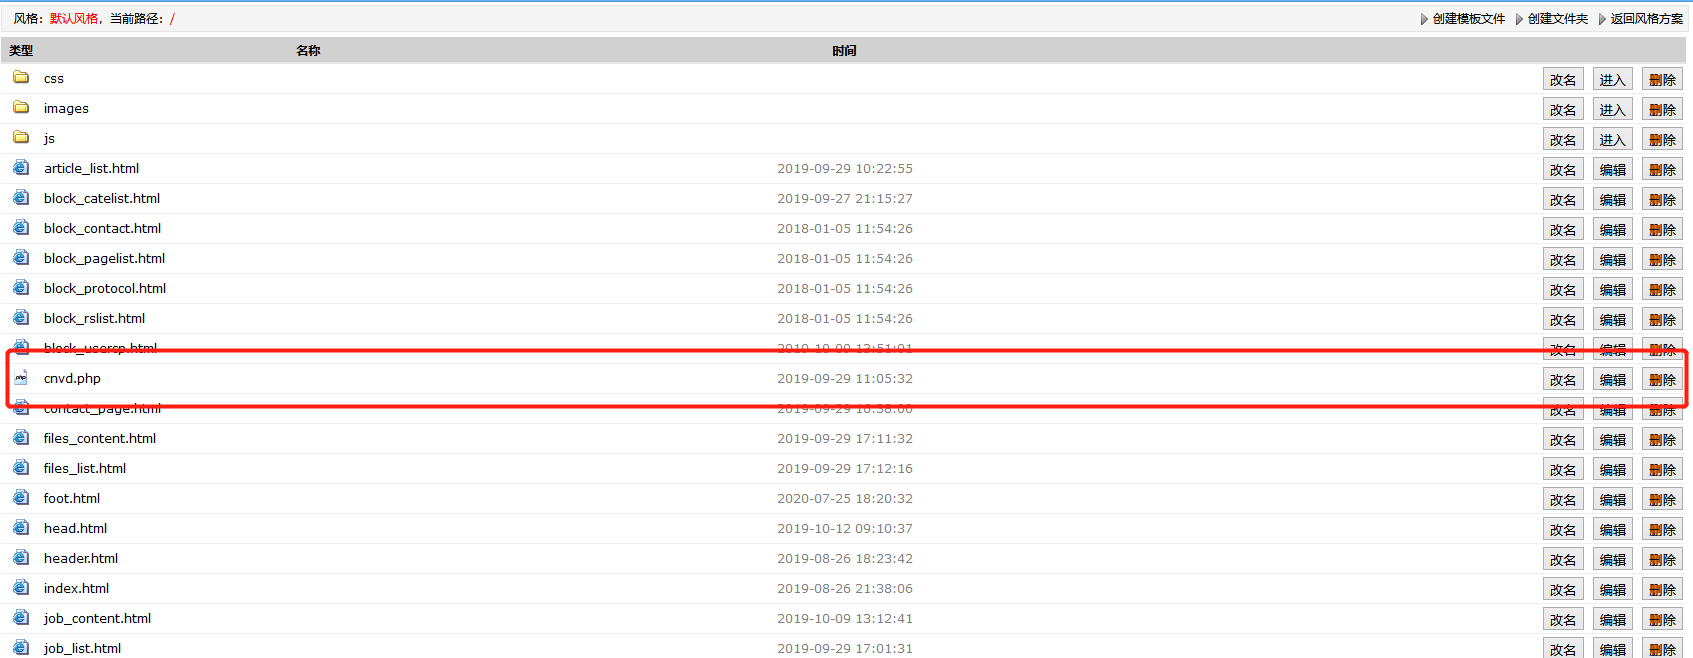 风格：默认风格，当前路径：/ 创建模板文件 创建文件夹 返回风格方案
类型 名称 时间
css 改名 进入 删除
images 改名 进入 删除
js 改名 进入 删除
article_list.html 2019-09-29 10:22:55 改名 编辑 删除
block_catelist.html 2019-09-27 21:15:27 改名 编辑 删除
block_contact.html 2018-01-05 11:54:26 改名 编辑 删除
block_pagelist.html 2018-01-05 11:54:26 改名 编辑 删除
block_protocol.html 2018-01-05 11:54:26 改名 编辑 删除
block_rslist.html 2018-01-05 11:54:26 改名 编辑 删除
block_usercp.html 2019-10-09 13:51:01 改名 编辑 删除
cnvd.php 2019-09-29 11:05:32 改名 编辑 删除
contact_page.html 2019-09-29 16:38:00 改名 编辑 删除
files_content.html 2019-09-29 17:11:32 改名 编辑 删除
files_list.html 2019-09-29 17:12:16 改名 编辑 删除
foot.html 2020-07-25 18:20:32 改名 编辑 删除
head.html 2019-10-12 09:10:37 改名 编辑 删除
header.html 2019-08-26 18:23:42 改名 编辑 删除
index.html 2019-08-26 21:38:06 改名 编辑 删除
job_content.html 2019-10-09 13:12:41 改名 编辑 删除
job_list.html 2019-09-29 17:01:31 改名 编辑 删除